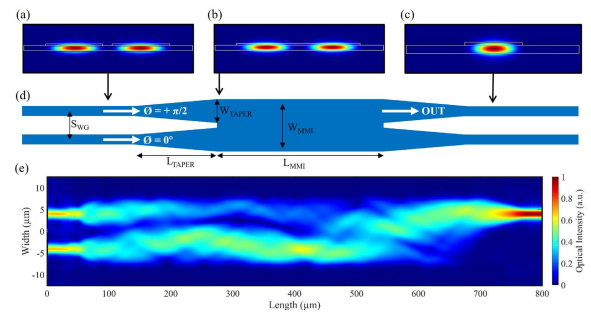 (a)
(b)
(c)
(d)
Ø = + π/2
W_TAPER
OUT
S_WG
W_MMI
Ø = 0°
L_TAPER
L_MMI
(e)
10
5
0
-5
-10
Width (μm)
0
100
200
300
400
500
600
700
800
Length (μm)
1
0.8
0.6
0.4
0.2
0
Optical Intensity (a.u.)